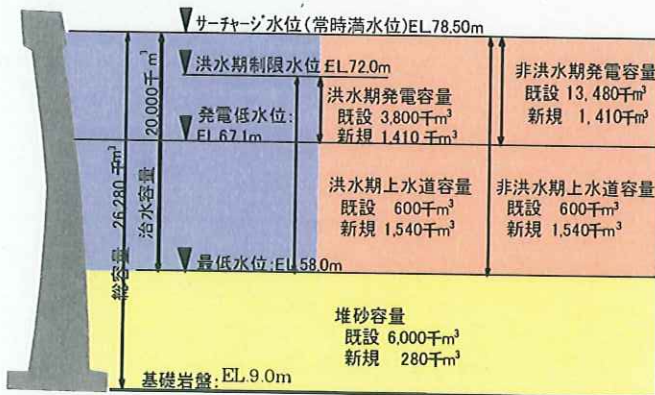 サーチャージ水位(常時満水位)EL.78.50m
洪水期制限水位:EL.72.0m
発電低水位:
EL.67.1m
洪水期発電容量
既設 3,800千m³
新規 1,410千m³
非洪水期発電容量
既設 13,480千m³
新規 1,410千m³
総容量 26,280千m³
治水容量 20,000千m³
洪水期上水道容量
既設 600千m³
新規 1,540千m³
非洪水期上水道容量
既設 600千m³
新規 1,540千m³
最低水位:EL.58.0m
堆砂容量
既設 6,000千m³
新規 280千m³
基礎岩盤:EL.9.0m